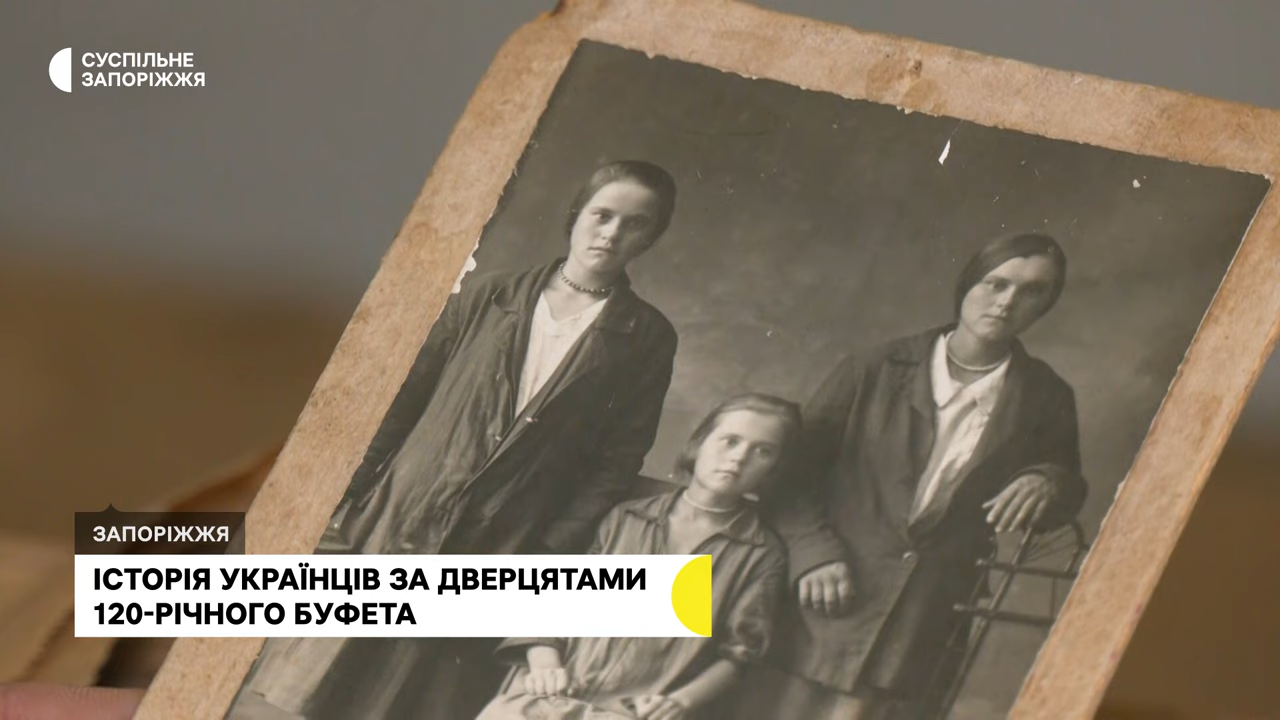 СУСПІЛЬНЕ
ЗАПОРІЖЖЯ
ЗАПОРІЖЖЯ
ІСТОРІЯ УКРАЇНЦІВ ЗА ДВЕРЦЯТАМИ
120-РІЧНОГО БУФЕТА